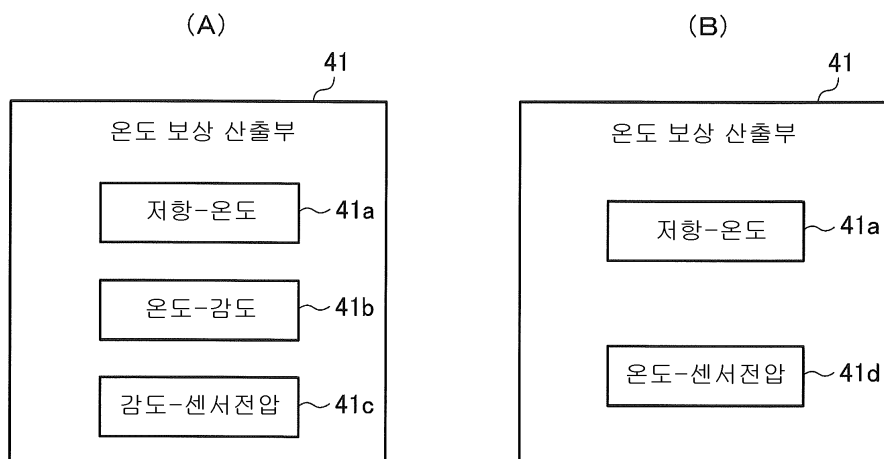 (A)
41
온도 보상 산출부
저항-온도
41a
온도-감도
41b
감도-센서전압
41c
(B)
41
온도 보상 산출부
저항-온도
41a
온도-센서전압
41d